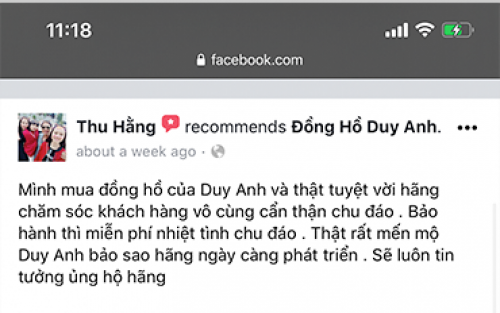 11:18
facebook.com
Thu Hằng recommends Đồng Hồ Duy Anh.
about a week ago ·
Mình mua đồng hồ của Duy Anh và thật tuyệt vời hãng
chăm sóc khách hàng vô cùng cẩn thận chu đáo . Bảo
hành thì miễn phí nhiệt tình chu đáo . Thật rất mến mộ
Duy Anh bảo sao hãng ngày càng phát triển . Sẽ luôn tin
tưởng ủng hộ hãng